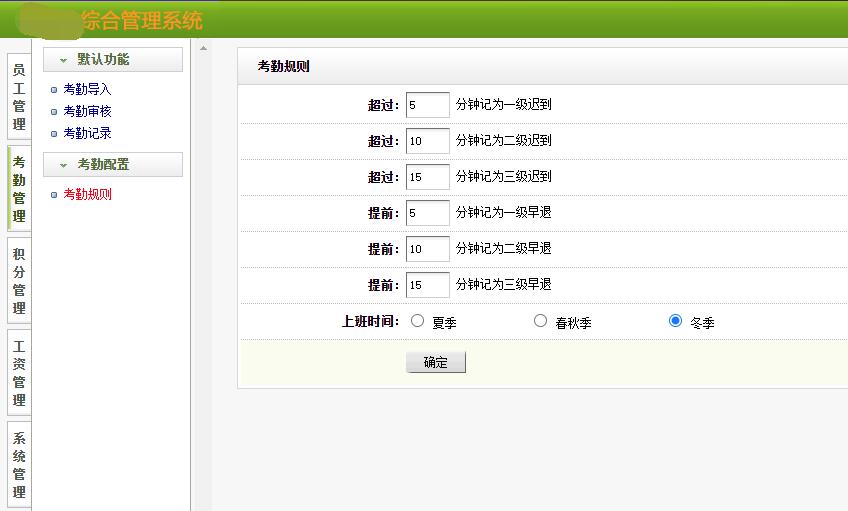 综合管理系统
员工管理
考勤管理
积分管理
工资管理
系统管理
默认功能
考勤导入
考勤审核
考勤记录
考勤配置
考勤规则
考勤规则
超过： 5 分钟记为一级迟到
超过： 10 分钟记为二级迟到
超过： 15 分钟记为三级迟到
提前： 5 分钟记为一级早退
提前： 10 分钟记为二级早退
提前： 15 分钟记为三级早退
上班时间： 夏季 春秋季 冬季
确定